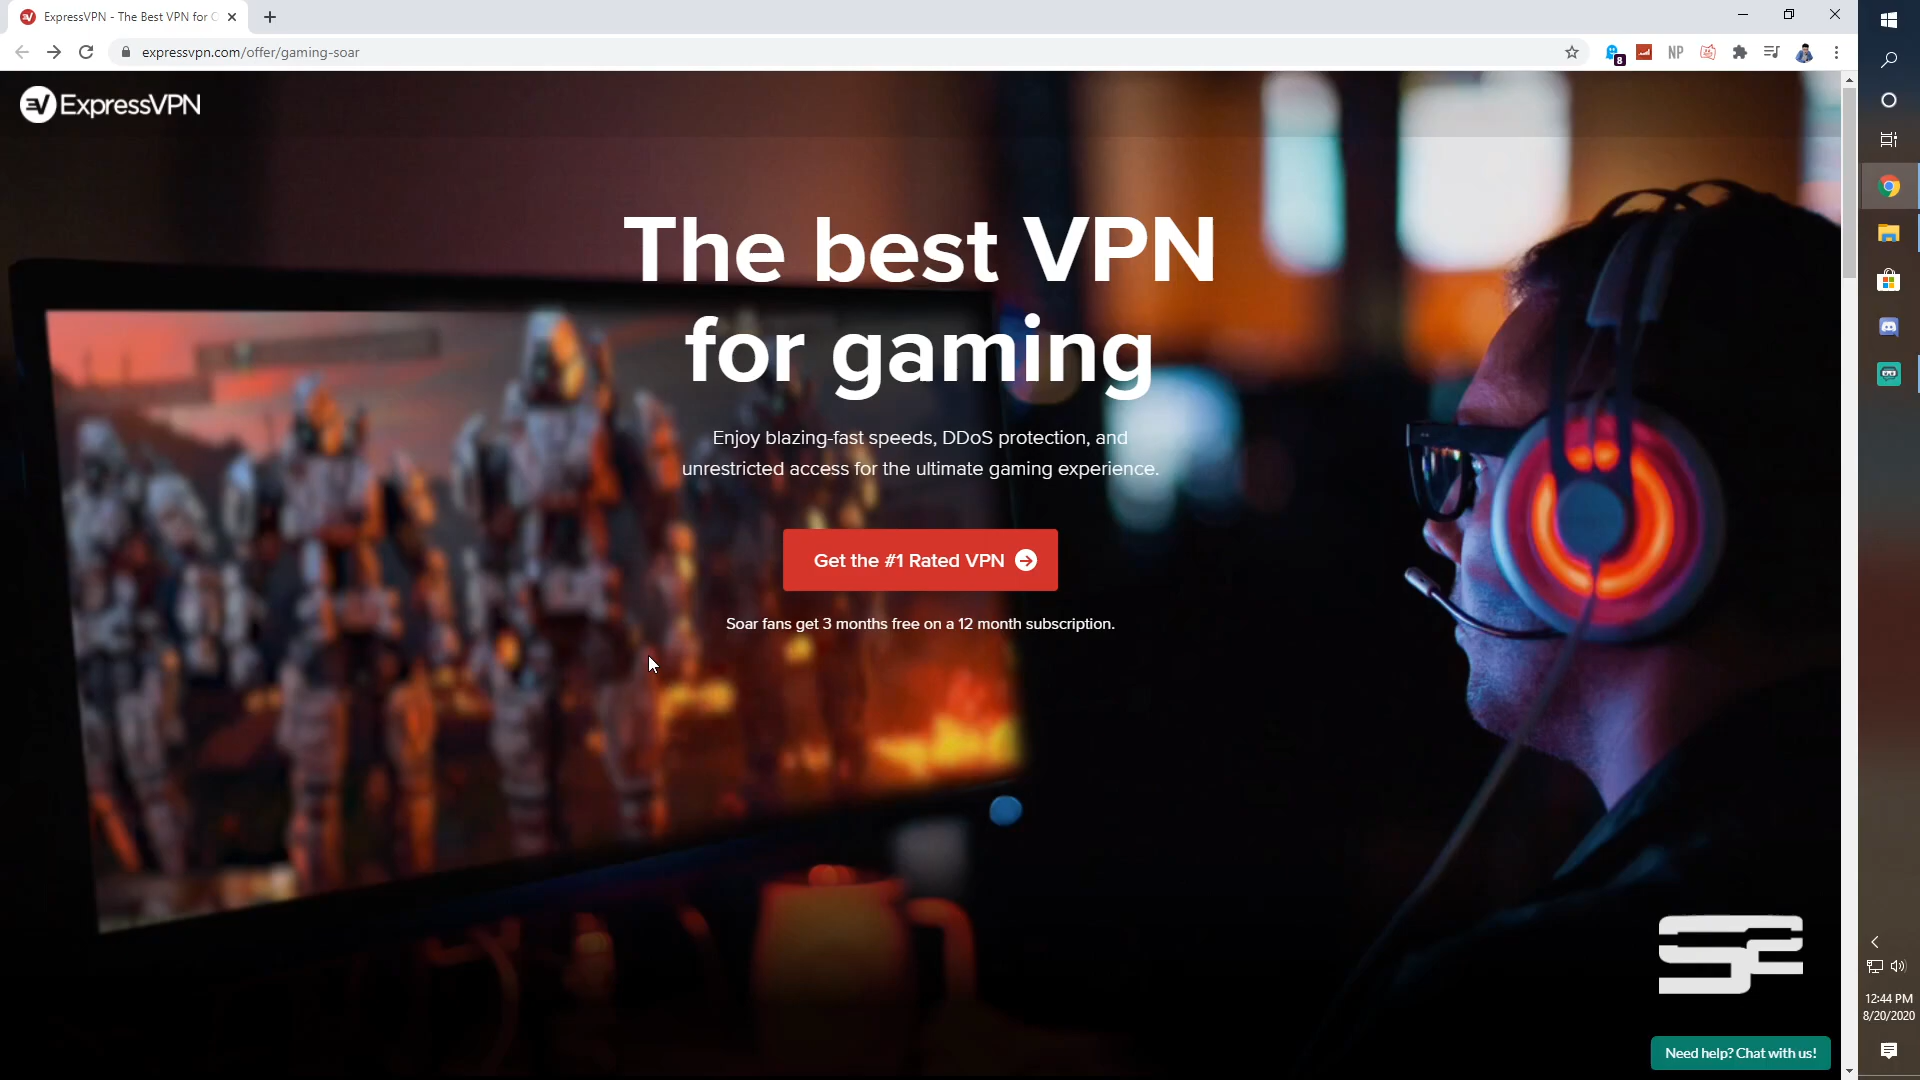 ExpressVPN - The Best VPN for
expressvpn.com/offer/gaming-soar
8
NP
EV ExpressVPN
The best VPN
for gaming
Enjoy blazing-fast speeds, DDoS protection, and
unrestricted access for the ultimate gaming experience.
Get the #1 Rated VPN
Soar fans get 3 months free on a 12 month subscription.
12:44 PM
8/20/2020
Need help? Chat with us!